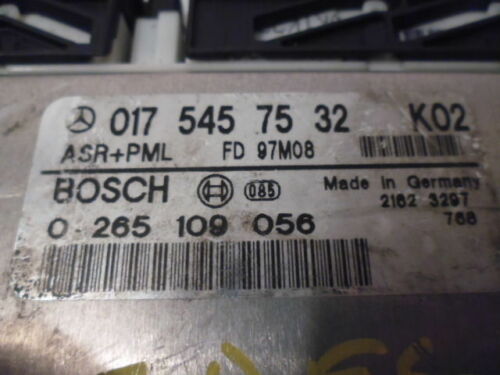 017 545 75 32 K02
ASR+PML FD 97M08
BOSCH 085 Made in Germany
2162 3297
0 265 109 056 768